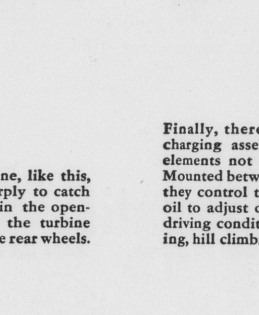 ne, like this,
rply to catch
in the open-
the turbine
e rear wheels.
Finally, there
charging asse
elements not
Mounted betw
they control t
oil to adjust
driving condit
ing, hill climb